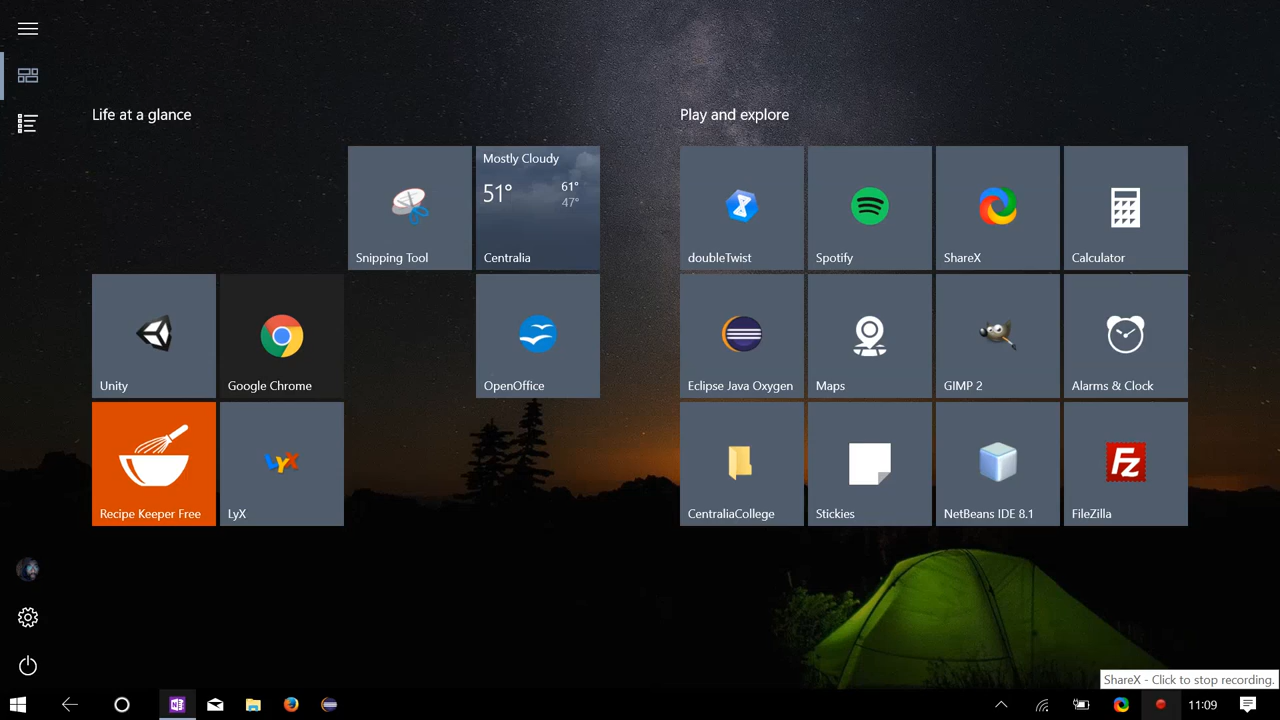 Life at a glance
Play and explore
Mostly Cloudy
51° 61°
47°
Snipping Tool
Centralia
doubleTwist
Spotify
ShareX
Calculator
Unity
Google Chrome
OpenOffice
Eclipse Java Oxygen
Maps
GIMP 2
Alarms & Clock
Recipe Keeper Free
LyX
LyX
CentraliaCollege
Stickies
NetBeans IDE 8.1
Fz
FileZilla
ShareX - Click to stop recording.
N
11:09